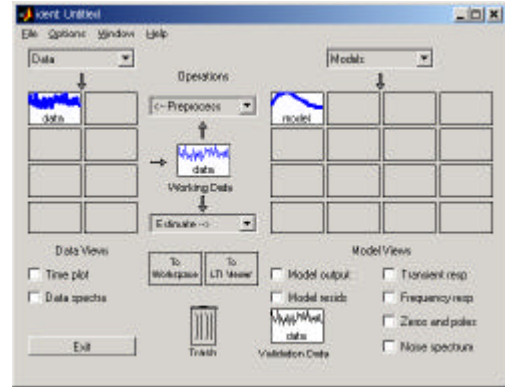 ident: Untitled
File Options Window Help
Data
Models
Operations
<-- Preprocess
data
model
data
Working Data
Estimate -->
Data Views
Model Views
To Workspace
To LTI Viewer
Time plot
Data spectra
Model output
Model resids
Transient resp
Frequency resp
Zeros and poles
Noise spectrum
data
Validation Data
Trash
Exit